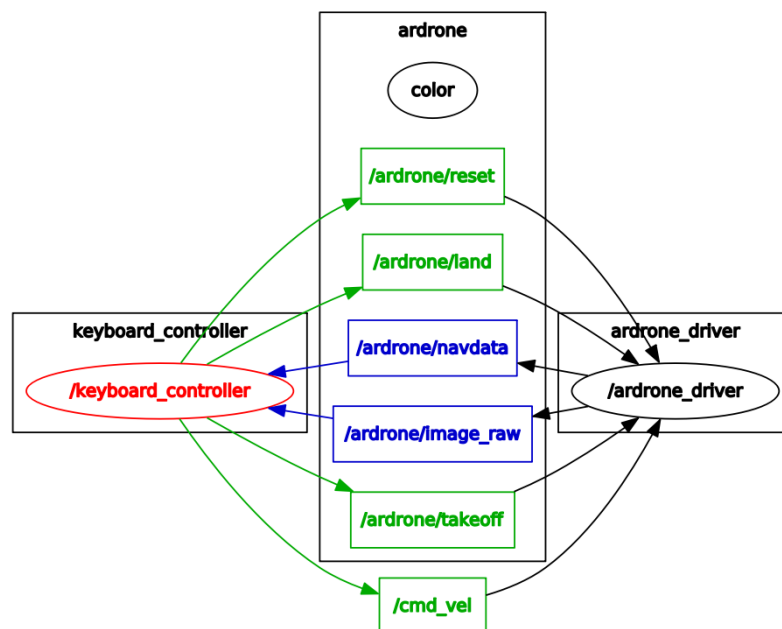 ardrone
color
/ardrone/reset
/ardrone/land
keyboard_controller
ardrone_driver
/ardrone/navdata
/keyboard_controller
/ardrone_driver
/ardrone/image_raw
/ardrone/takeoff
/cmd_vel